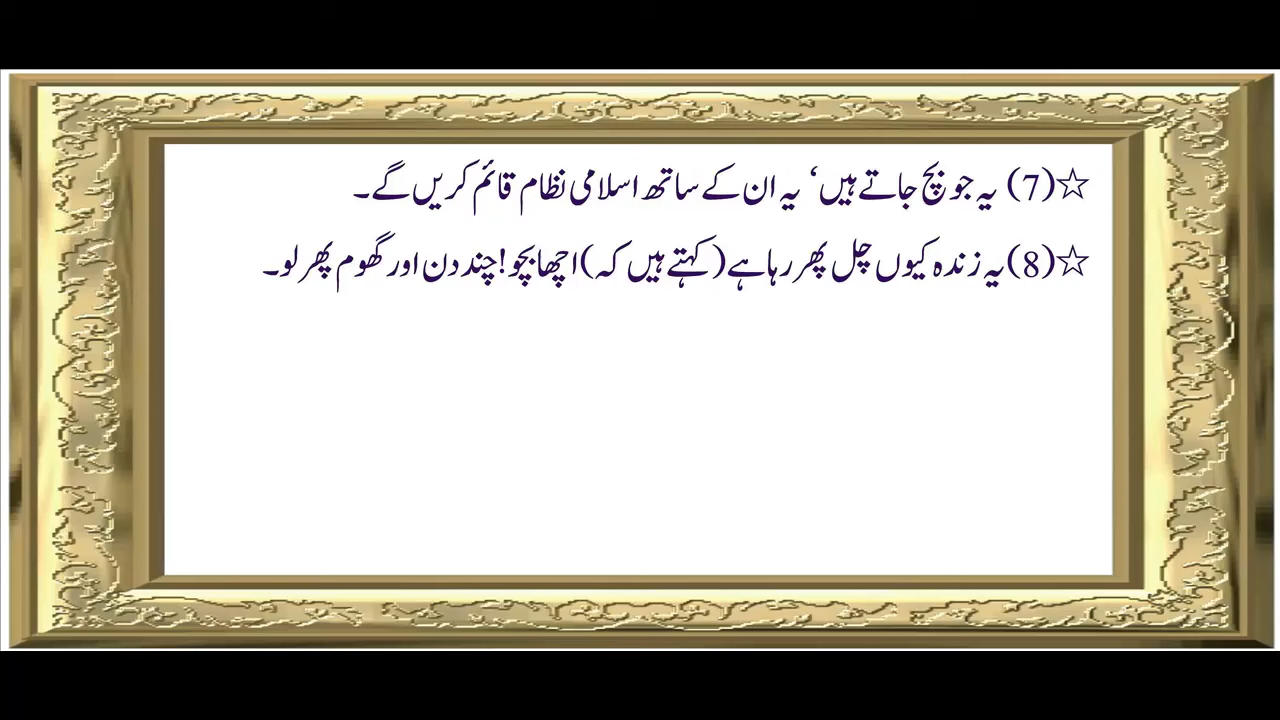 ☆(7) یہ جو بچ جاتے ہیں‘ یہ ان کے ساتھ اسلامی نظام قائم کریں گے۔
☆(8) یہ زندہ کیوں چل پھر رہا ہے (کہتے ہیں کہ) اچھا بچو! چند دن اور گھوم پھر لو۔